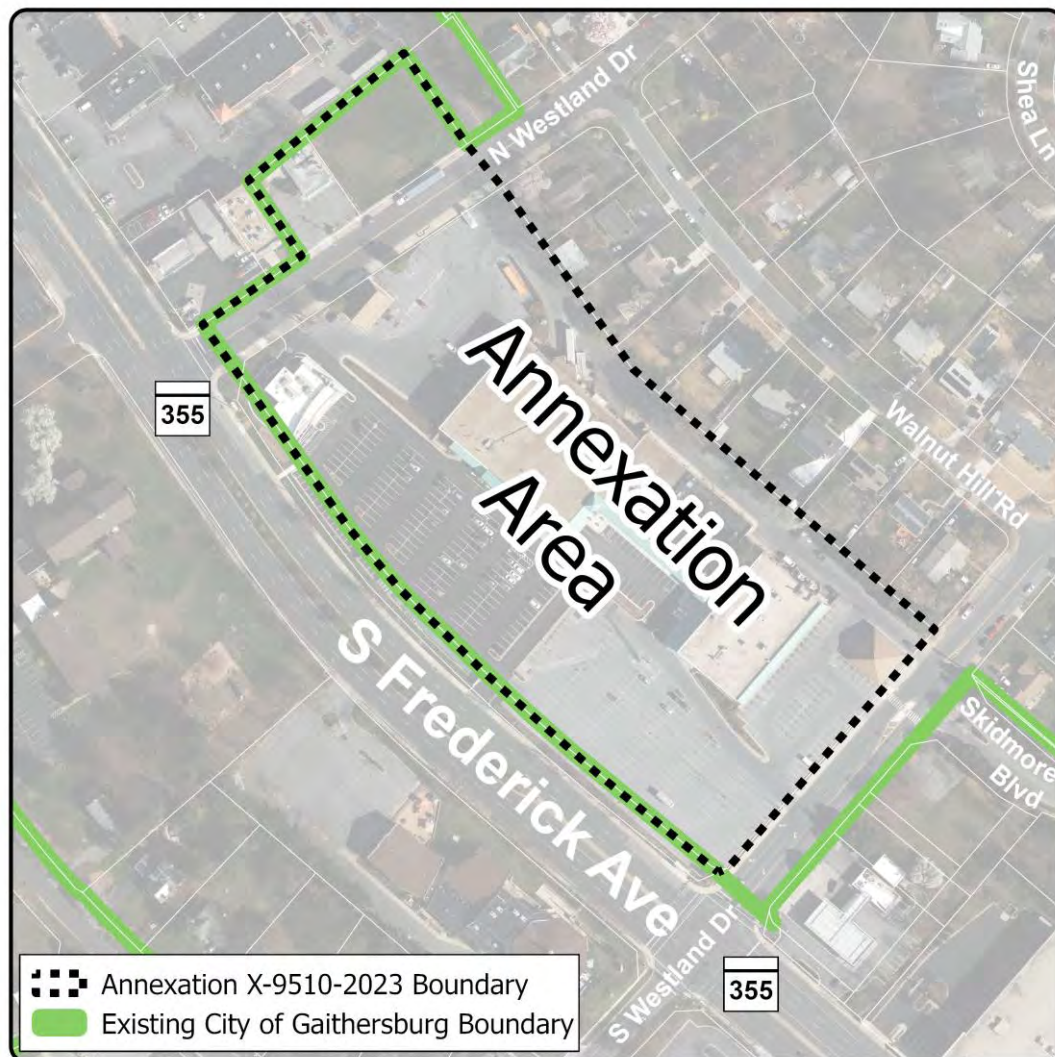 N Westland Dr
Shea Ln
355
Annexation
Area
Walnut Hill Rd
S Frederick Ave
Skidmore
Blvd
S Westland Dr
355
Annexation X-9510-2023 Boundary
Existing City of Gaithersburg Boundary